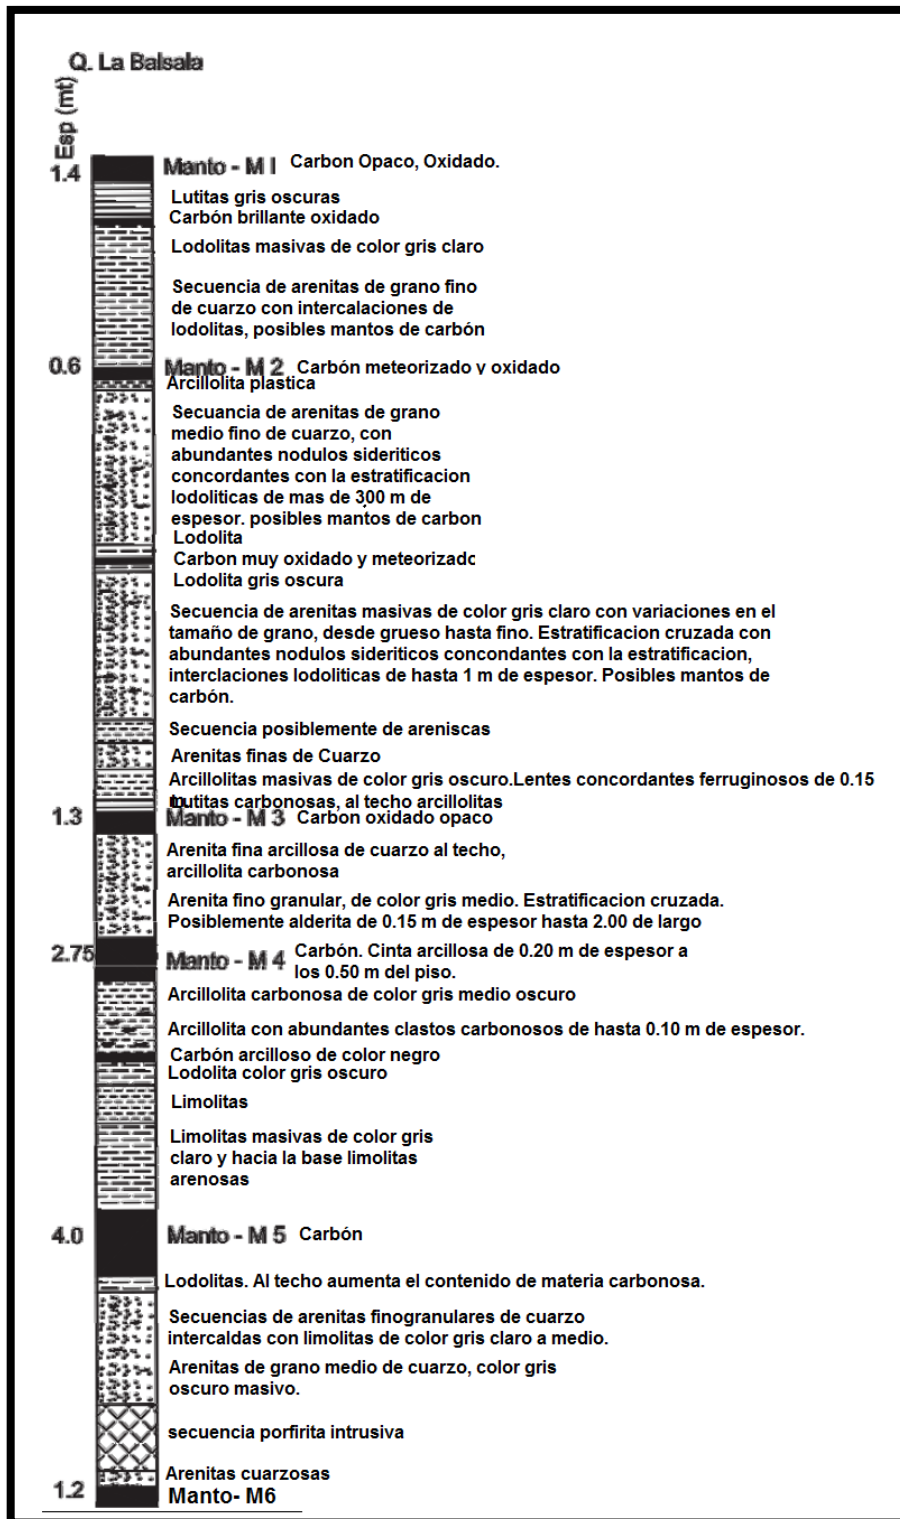 Q. La Balsala
Esp (mt)
1.4
Manto - M I Carbon Opaco, Oxidado.
Lutitas gris oscuras
Carbón brillante oxidado
Lodolitas masivas de color gris claro
Secuencia de arenitas de grano fino
de cuarzo con intercalaciones de
lodolitas, posibles mantos de carbón
0.6
Manto - M 2 Carbón meteorizado y oxidado
Arcillolita plastica
Secuancia de arenitas de grano
medio fino de cuarzo, con
abundantes nodulos sideriticos
concordantes con la estratificacion
lodoliticas de mas de 300 m de
espesor. posibles mantos de carbon
Lodolita
Carbon muy oxidado y meteorizado
Lodolita gris oscura
Secuencia de arenitas masivas de color gris claro con variaciones en el
tamaño de grano, desde grueso hasta fino. Estratificacion cruzada con
abundantes nodulos sideriticos concondantes con la estratificacion,
interclaciones lodoliticas de hasta 1 m de espesor. Posibles mantos de
carbón.
Secuencia posiblemente de areniscas
Arenitas finas de Cuarzo
Arcillolitas masivas de color gris oscuro.Lentes concordantes ferruginosos de 0.15
m.
Lutitas carbonosas, al techo arcillolitas
1.3
Manto - M 3 Carbon oxidado opaco
Arenita fina arcillosa de cuarzo al techo,
arcillolita carbonosa
Arenita fino granular, de color gris medio. Estratificacion cruzada.
Posiblemente alderita de 0.15 m de espesor hasta 2.00 de largo
2.75
Manto - M 4 Carbón. Cinta arcillosa de 0.20 m de espesor a
los 0.50 m del piso.
Arcillolita carbonosa de color gris medio oscuro
Arcillolita con abundantes clastos carbonosos de hasta 0.10 m de espesor.
Carbón arcilloso de color negro
Lodolita color gris oscuro
Limolitas
Limolitas masivas de color gris
claro y hacia la base limolitas
arenosas
4.0
Manto - M 5 Carbón
Lodolitas. Al techo aumenta el contenido de materia carbonosa.
Secuencias de arenitas finogranulares de cuarzo
intercaldas con limolitas de color gris claro a medio.
Arenitas de grano medio de cuarzo, color gris
oscuro masivo.
secuencia porfirita intrusiva
Arenitas cuarzosas
1.2
Manto- M6